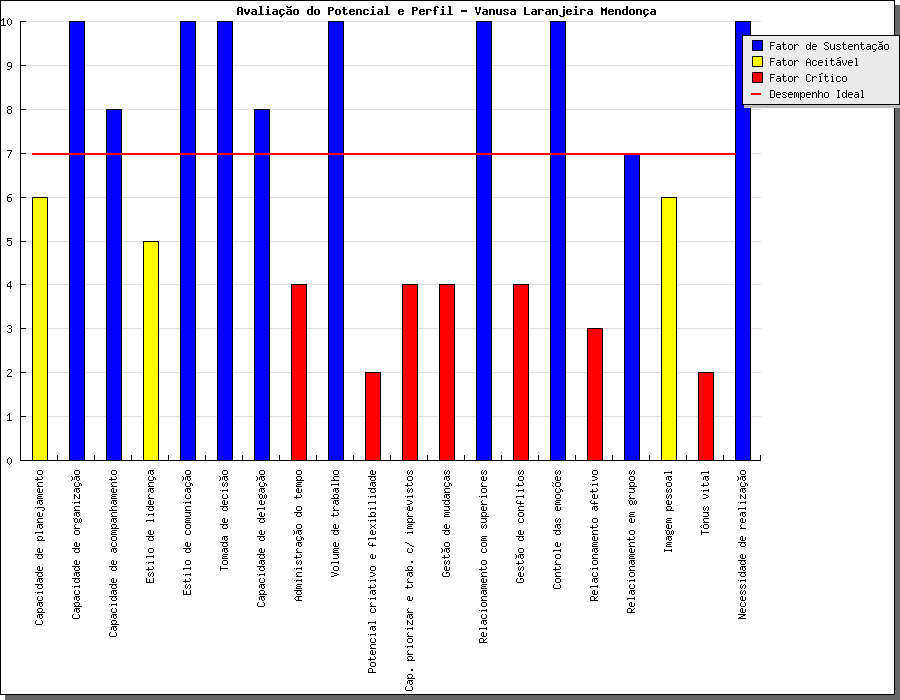 Avaliação do Potencial e Perfil - Vanusa Laranjeira Mendonça
10
9
8
7
6
5
4
3
2
1
0
Fator de Sustentação
Fator Aceitável
Fator Crítico
Desempenho Ideal
Capacidade de planejamento
Capacidade de organização
Capacidade de acompanhamento
Estilo de liderança
Estilo de comunicação
Tomada de decisão
Capacidade de delegação
Administração do tempo
Volume de trabalho
Potencial criativo e flexibilidade
Cap. priorizar e trab. c/ imprevistos
Gestão de mudanças
Relacionamento com superiores
Gestão de conflitos
Controle das emoções
Relacionamento afetivo
Relacionamento em grupos
Imagem pessoal
Tônus vital
Necessidade de realização